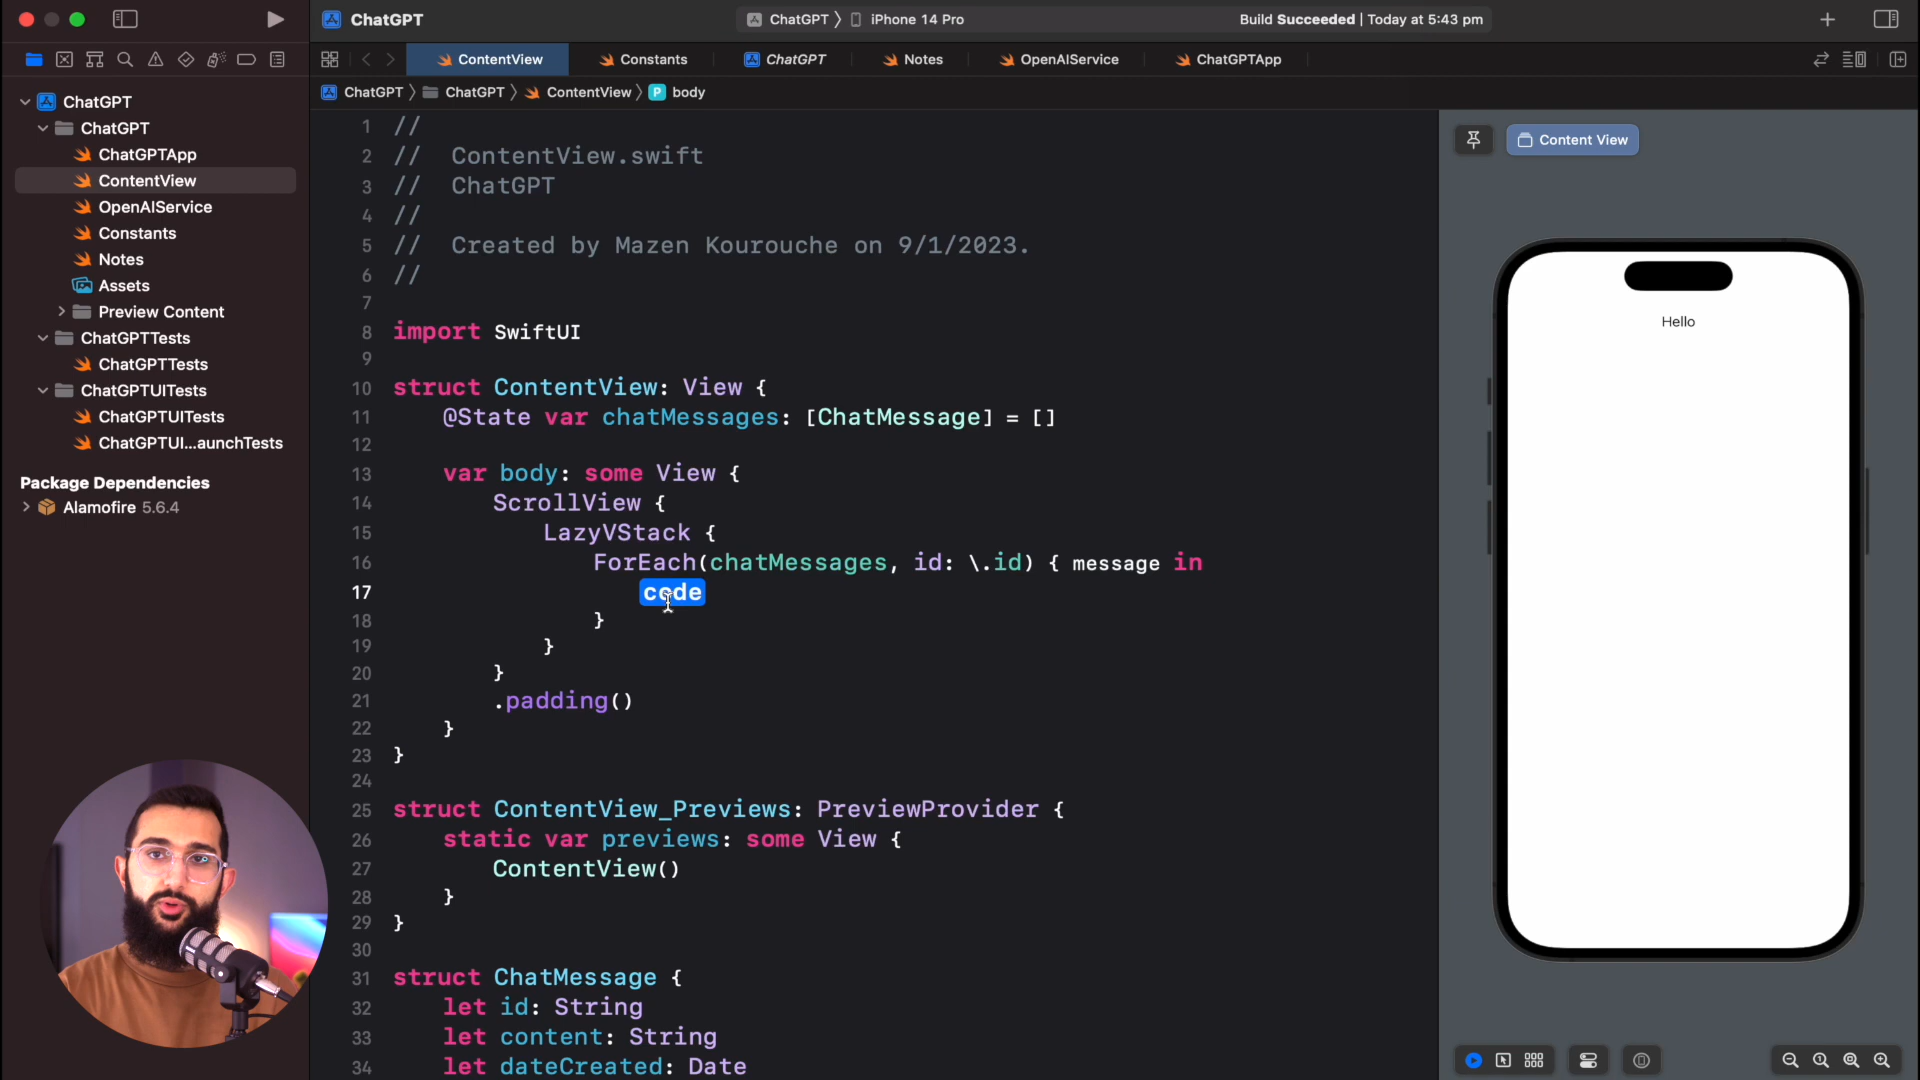 ChatGPT
ChatGPT
iPhone 14 Pro
Build Succeeded | Today at 5:43 pm
ContentView
Constants
ChatGPT
Notes
OpenAIService
ChatGPTApp
ChatGPT
ChatGPT
ContentView
P
body
ChatGPT
ChatGPT
ChatGPTApp
ContentView
OpenAIService
Constants
Notes
Assets
Preview Content
ChatGPTTests
ChatGPTTests
ChatGPTUITests
ChatGPTUITests
ChatGPTUI...aunchTests
Package Dependencies
Alamofire 5.6.4
1 //
2 //  ContentView.swift
3 //  ChatGPT
4 //
5 //  Created by Mazen Kourouche on 9/1/2023.
6 //
7
8 import SwiftUI
9
10 struct ContentView: View {
11     @State var chatMessages: [ChatMessage] = []
12
13     var body: some View {
14         ScrollView {
15             LazyVStack {
16                 ForEach(chatMessages, id: \.id) { message in
17                     code
18                 }
19             }
20         }
21         .padding()
22     }
23 }
24
25 struct ContentView_Previews: PreviewProvider {
26     static var previews: some View {
27         ContentView()
28     }
29 }
30
31 struct ChatMessage {
32     let id: String
33     let content: String
34     let dateCreated: Date
Content View
Hello